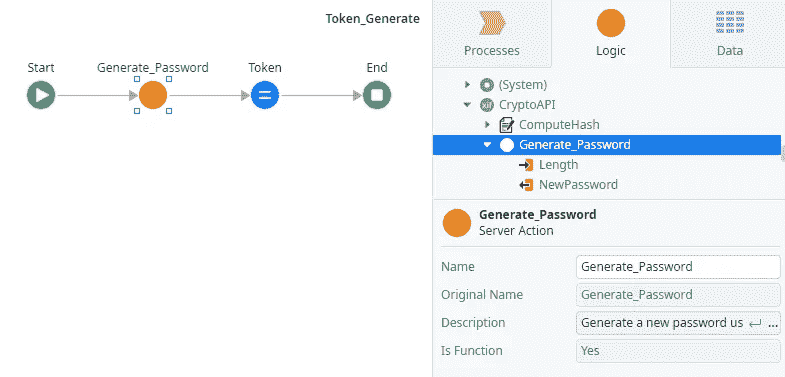 Token_Generate
Start
Generate_Password
Token
End
Processes
Logic
Data
(System)
CryptoAPI
ComputeHash
Generate_Password
Length
NewPassword
Generate_Password
Server Action
Name
Generate_Password
Original Name
Generate_Password
Description
Generate a new password us ↵ ...
Is Function
Yes